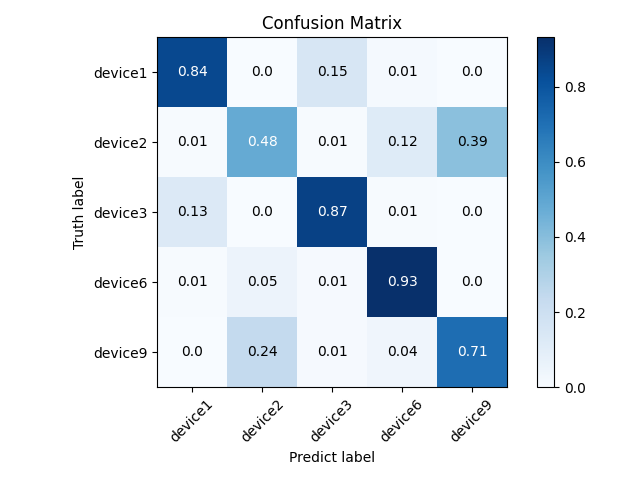 Confusion Matrix
Truth label
device1 0.84 0.0 0.15 0.01 0.0
device2 0.01 0.48 0.01 0.12 0.39
device3 0.13 0.0 0.87 0.01 0.0
device6 0.01 0.05 0.01 0.93 0.0
device9 0.0 0.24 0.01 0.04 0.71
device1 device2 device3 device6 device9
Predict label
0.8
0.6
0.4
0.2
0.0